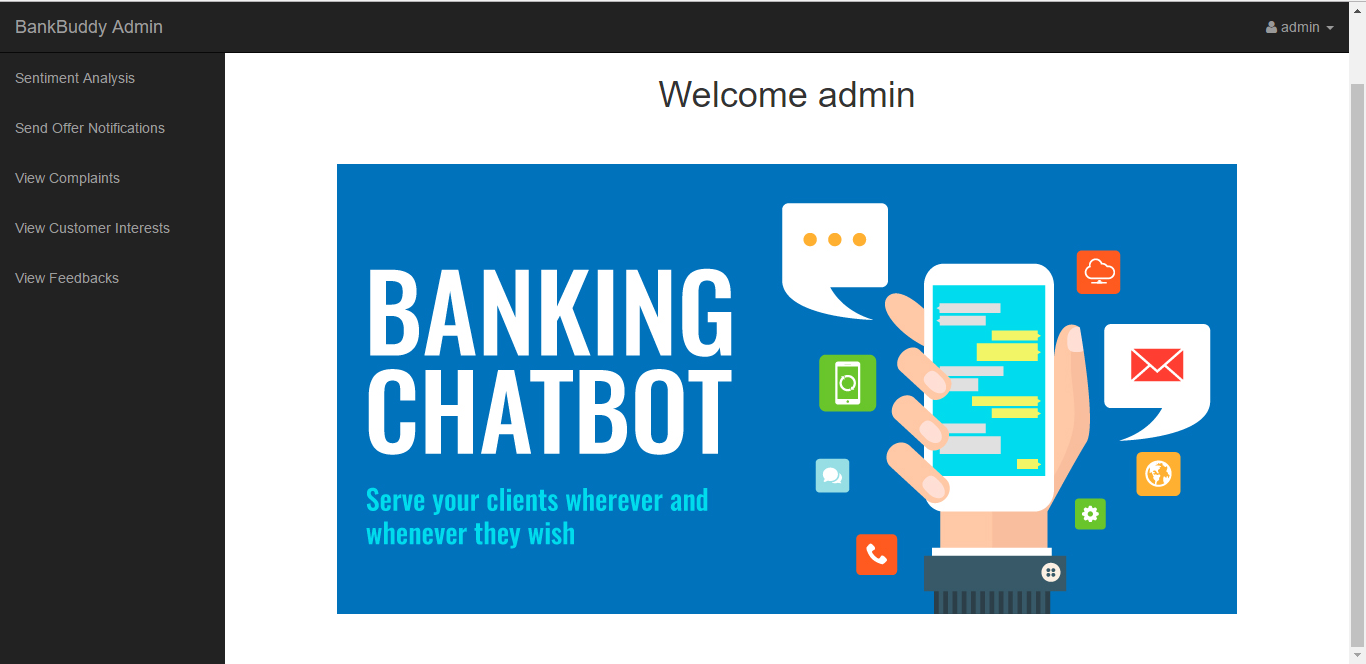 BankBuddy Admin
admin
Sentiment Analysis
Send Offer Notifications
View Complaints
View Customer Interests
View Feedbacks
Welcome admin
BANKING
CHATBOT
Serve your clients wherever and
whenever they wish